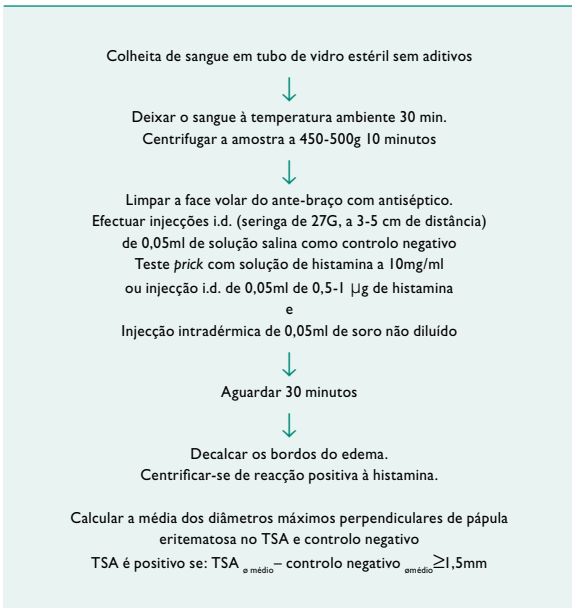 Colheita de sangue em tubo de vidro estéril sem aditivos
Deixar o sangue à temperatura ambiente 30 min.
Centrifugar a amostra a 450-500g 10 minutos
Limpar a face volar do ante-braço com antiséptico.
Efectuar injecções i.d. (seringa de 27G, a 3-5 cm de distância)
de 0,05ml de solução salina como controlo negativo
Teste prick com solução de histamina a 10mg/ml
ou injecção i.d. de 0,05ml de 0,5-1 μg de histamina
e
Injecção intradérmica de 0,05ml de soro não diluído
Aguardar 30 minutos
Decalcar os bordos do edema.
Centrificar-se de reacção positiva à histamina.
Calcular a média dos diâmetros máximos perpendiculares de pápula
eritematosa no TSA e controlo negativo
TSA é positivo se: TSA ø médio – controlo negativo ømédio ≥1,5mm